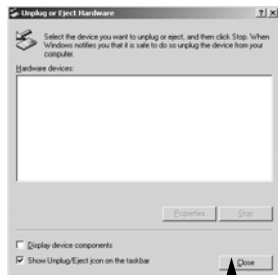 Unplug or Eject Hardware
Select the device you want to unplug or eject, and then click Stop. When
Windows notifies you that it is safe to do so unplug the device from your
computer.
Hardware devices:
Properties
Stop
Display device components
Show Unplug/Eject icon on the taskbar
Close